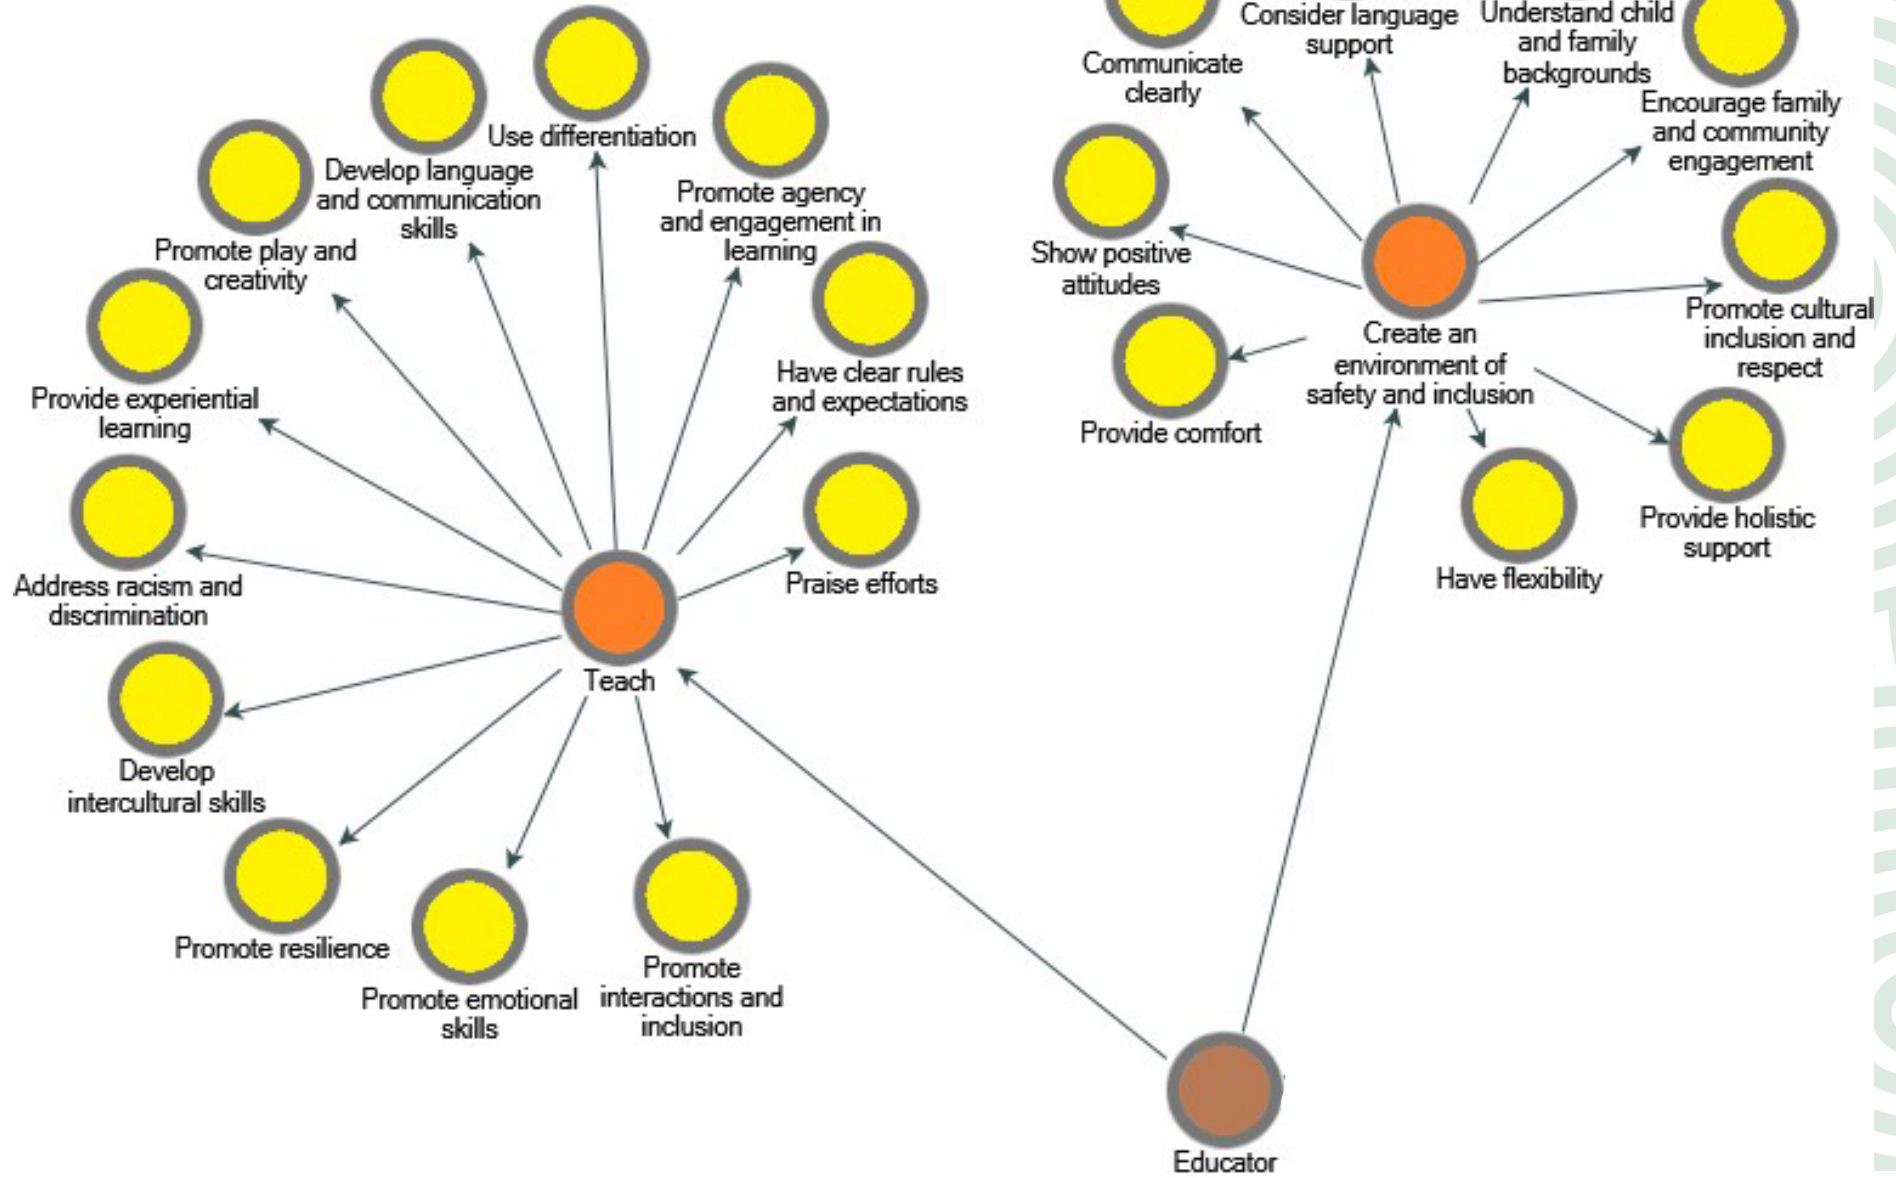 Use differentiation
Develop language
and communication
skills
Promote agency
and engagement in
learning
Promote play and
creativity
Have clear rules
and expectations
Provide experiential
learning
Praise efforts
Address racism and
discrimination
Teach
Develop
intercultural skills
Promote resilience
Promote emotional
skills
Promote
interactions and
inclusion
Consider language
support
Understand child
and family
backgrounds
Communicate
clearly
Encourage family
and community
engagement
Show positive
attitudes
Promote cultural
inclusion and
respect
Create an
environment of
safety and inclusion
Provide comfort
Provide holistic
support
Have flexibility
Educator